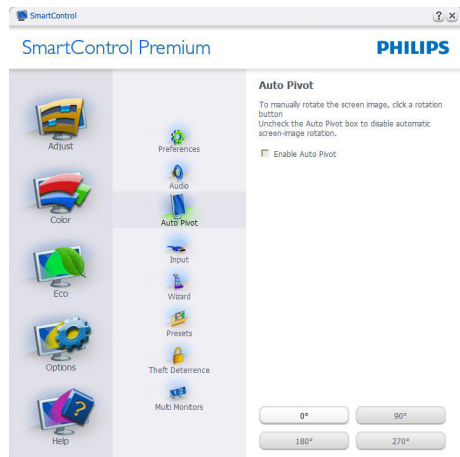 SmartControl
SmartControl Premium
PHILIPS
Adjust
Color
Eco
Options
Help
Preferences
Audio
Auto Pivot
Input
Wizard
Presets
Theft Deterrence
Multi Monitors
Auto Pivot
To manually rotate the screen image, click a rotation
button
Uncheck the Auto Pivot box to disable automatic
screen-image rotation.
Enable Auto Pivot
0°
90°
180°
270°